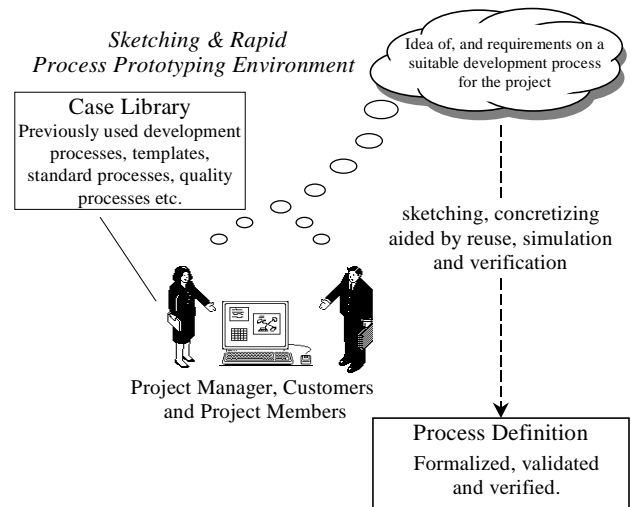 Sketching & Rapid
Process Prototyping Environment
Idea of, and requirements on a
suitable development process
for the project
Case Library
Previously used development
processes, templates,
standard processes, quality
processes etc.
sketching, concretizing
aided by reuse, simulation
and verification
Project Manager, Customers
and Project Members
Process Definition
Formalized, validated
and verified.